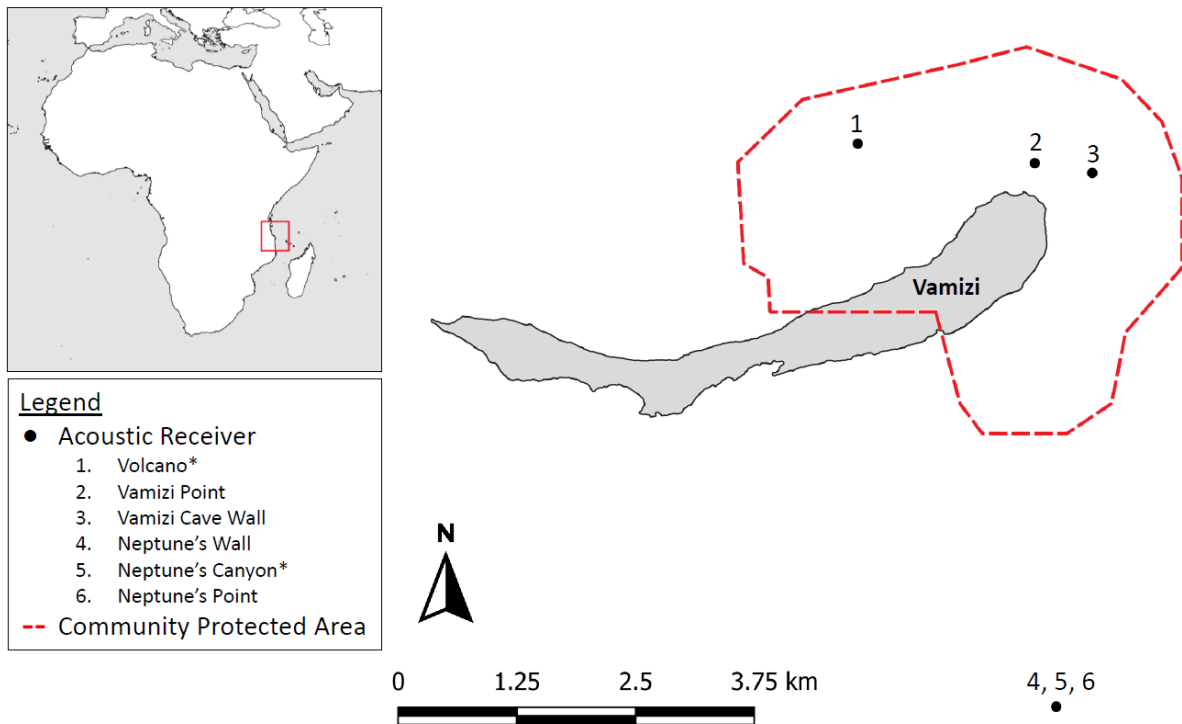 1
2
3
Vamizi
Legend
Acoustic Receiver
1. Volcano*
2. Vamizi Point
3. Vamizi Cave Wall
4. Neptune's Wall
5. Neptune's Canyon*
6. Neptune's Point
Community Protected Area
N
0 1.25 2.5 3.75 km
4, 5, 6